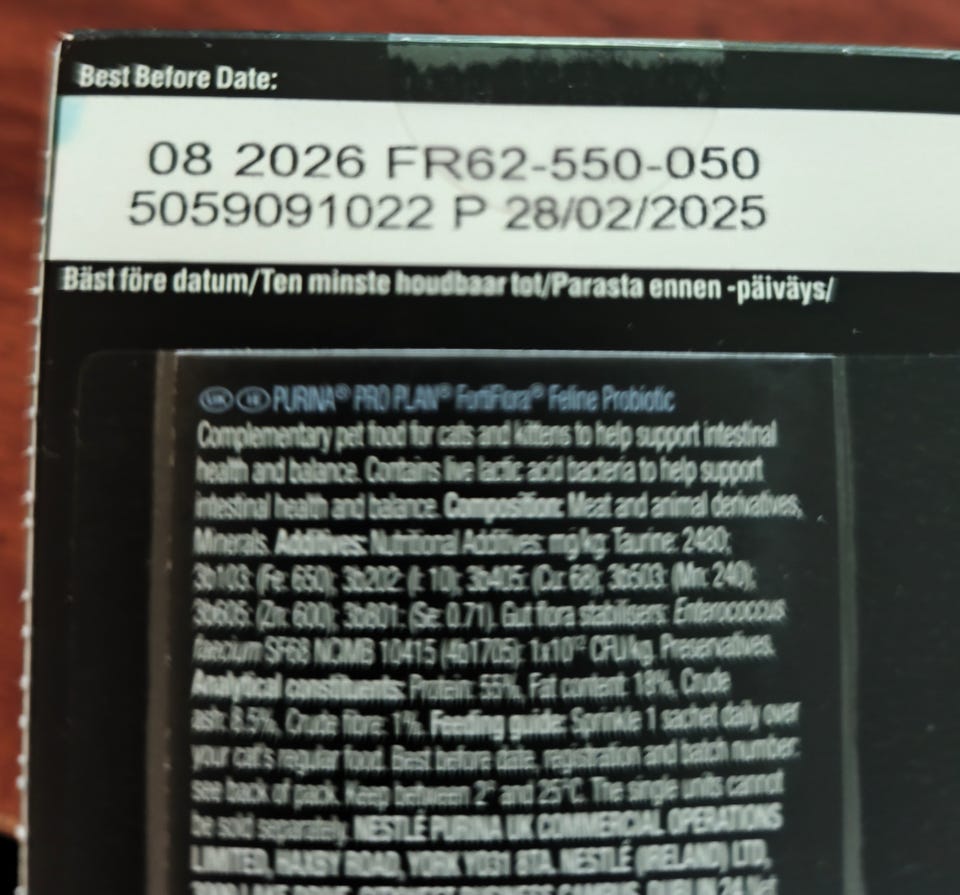 Best Before Date:
08 2026 FR62-550-050
5059091022 P 28/02/2025
Bäst före datum/Ten minste houdbaar tot/Parasta ennen -päiväys/
UK IE PURINA® PRO PLAN® FortiFlora® Feline Probiotic
Complementary pet food for cats and kittens to help support intestinal
health and balance. Contains live lactic acid bacteria to help support
intestinal health and balance. Composition: Meat and animal derivatives,
Minerals. Additives: Nutritional Additives: mg/kg: Taurine: 2480;
3b103: (Fe: 650); 3b202: (I: 10); 3b405: (Cu: 68); 3b503: (Mn: 240);
3b605: (Zn: 600); 3b801: (Se: 0.71). Gut flora stabilisers: Enterococcus
faecium SF68 NCIMB 10415 (4b1705): 1x10¹² CFU/kg. Preservatives.
Analytical constituents: Protein: 55%, Fat content: 18%, Crude
ash: 8.5%, Crude fibre: 1%. Feeding guide: Sprinkle 1 sachet daily over
your cat's regular food. Best before date, registration and batch number:
see back of pack. Keep between 2° and 25°C. The single units cannot
be sold separately. NESTLÉ PURINA UK COMMERCIAL OPERATIONS
LIMITED, HAXBY ROAD, YORK YO31 8TA. NESTLÉ (IRELAND) LTD,